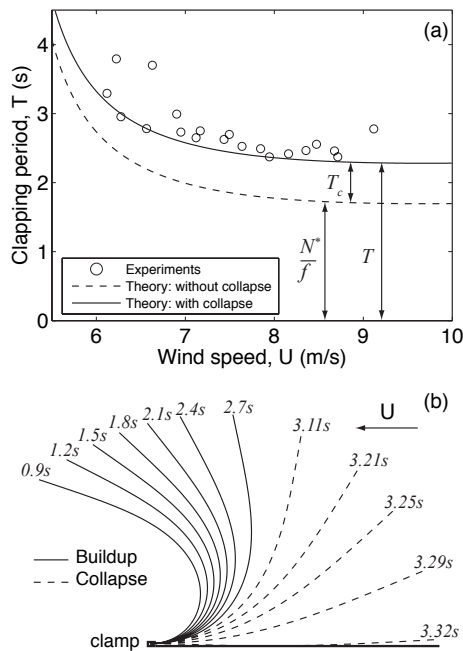 (a)
Clapping period, T (s)
4
3
2
1
0
T_c
N*
f
T
Experiments
Theory: without collapse
Theory: with collapse
6 7 8 9 10
Wind speed, U (m/s)
(b)
U
0.9s
1.2s
1.5s
1.8s
2.1s
2.4s
2.7s
3.11s
3.21s
3.25s
3.29s
3.32s
Buildup
Collapse
clamp